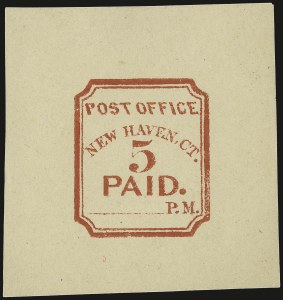 POST OFFICE
NEW HAVEN, CT.
5
PAID.
P.M.